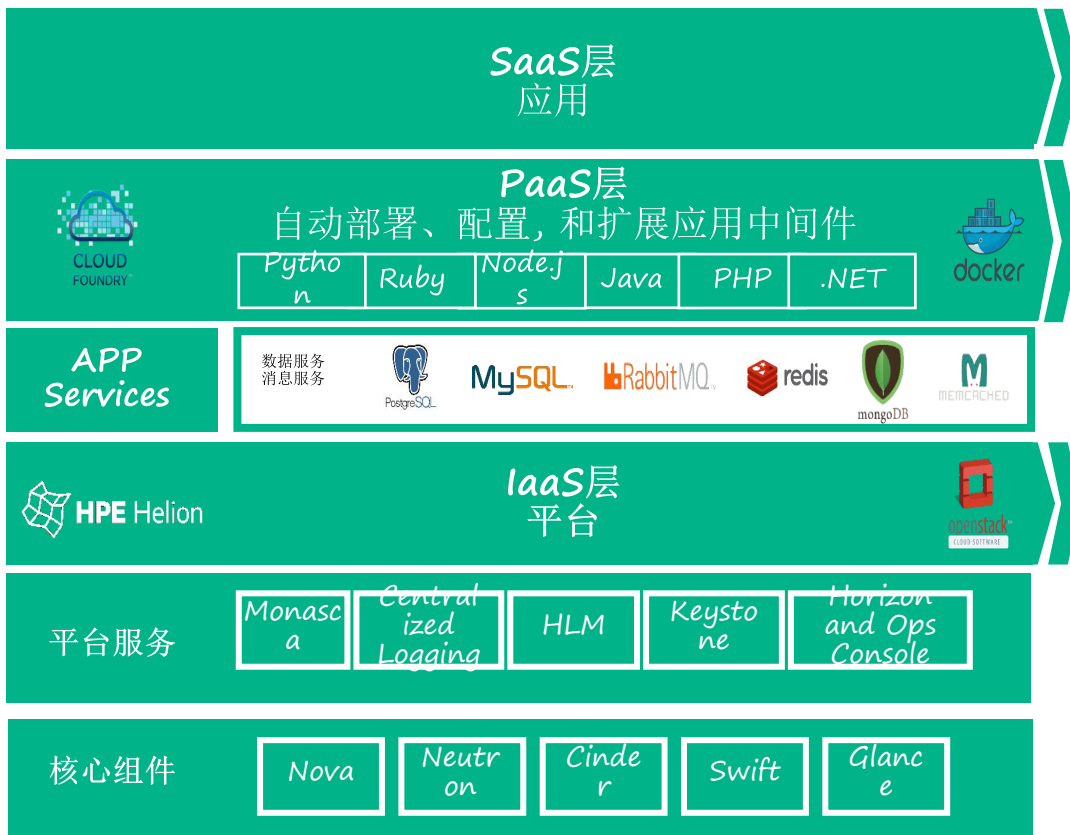 SaaS层
应用
PaaS层
自动部署、配置, 和扩展应用中间件
CLOUD
FOUNDRY
docker
Pytho
n
Ruby
Node.j
s
Java
PHP
.NET
APP
Services
数据服务
消息服务
PostgreSQL
MySQL
RabbitMQ
redis
mongoDB
MEMCACHED
IaaS层
平台
HPE Helion
openstack
CLOUD SOFTWARE
平台服务
Monasc
a
Central
ized
Logging
HLM
Keysto
ne
Horizon
and Ops
Console
核心组件
Nova
Neutr
on
Cinde
r
Swift
Glanc
e